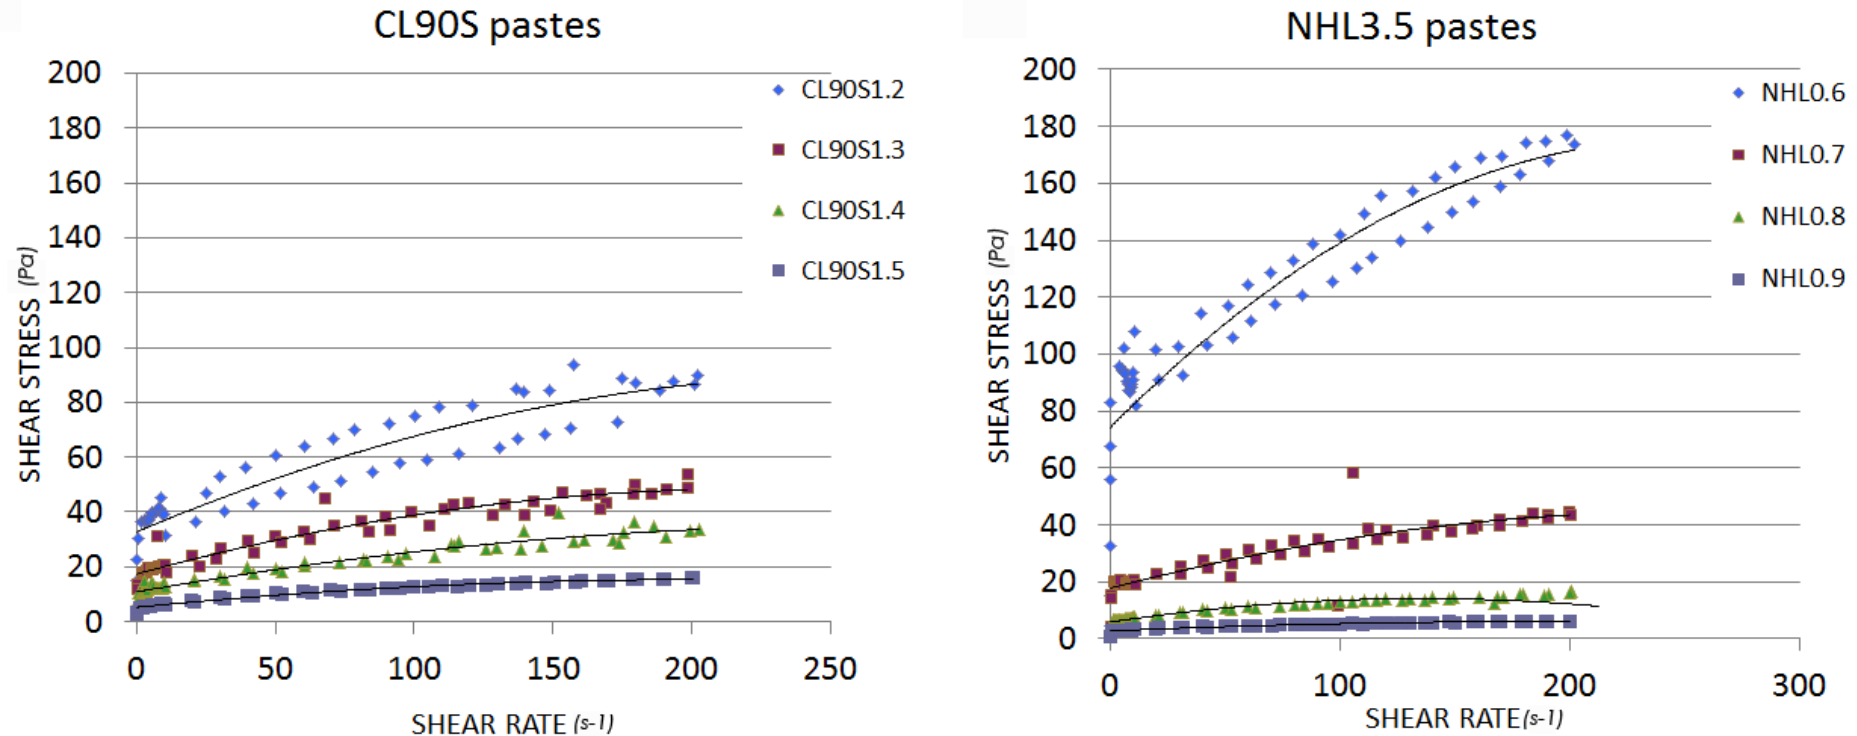 CL90S pastes
200
180
160
140
120
100
80
60
40
20
0
0 50 100 150 200 250
SHEAR STRESS (Pa)
SHEAR RATE (s-1)
CL90S1.2
CL90S1.3
CL90S1.4
CL90S1.5
NHL3.5 pastes
200
180
160
140
120
100
80
60
40
20
0
0 100 200 300
SHEAR STRESS (Pa)
SHEAR RATE(s-1)
NHL0.6
NHL0.7
NHL0.8
NHL0.9